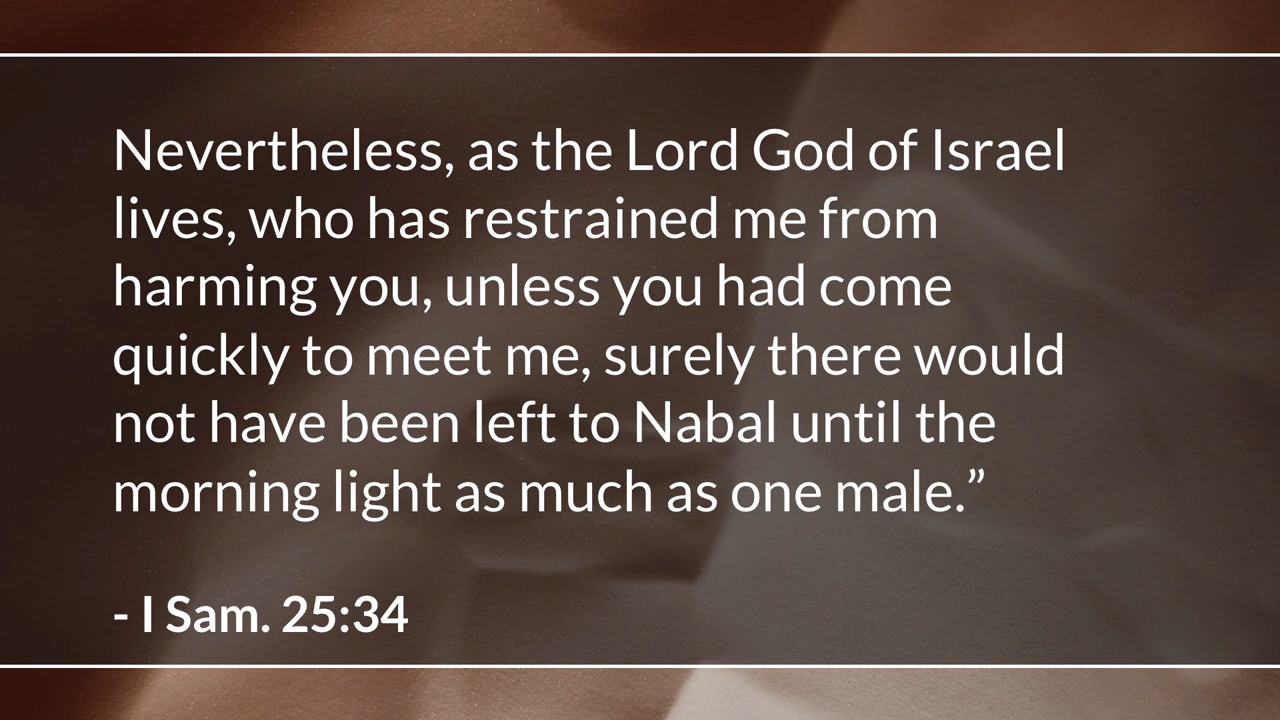 Nevertheless, as the Lord God of Israel
lives, who has restrained me from
harming you, unless you had come
quickly to meet me, surely there would
not have been left to Nabal until the
morning light as much as one male.”
- I Sam. 25:34